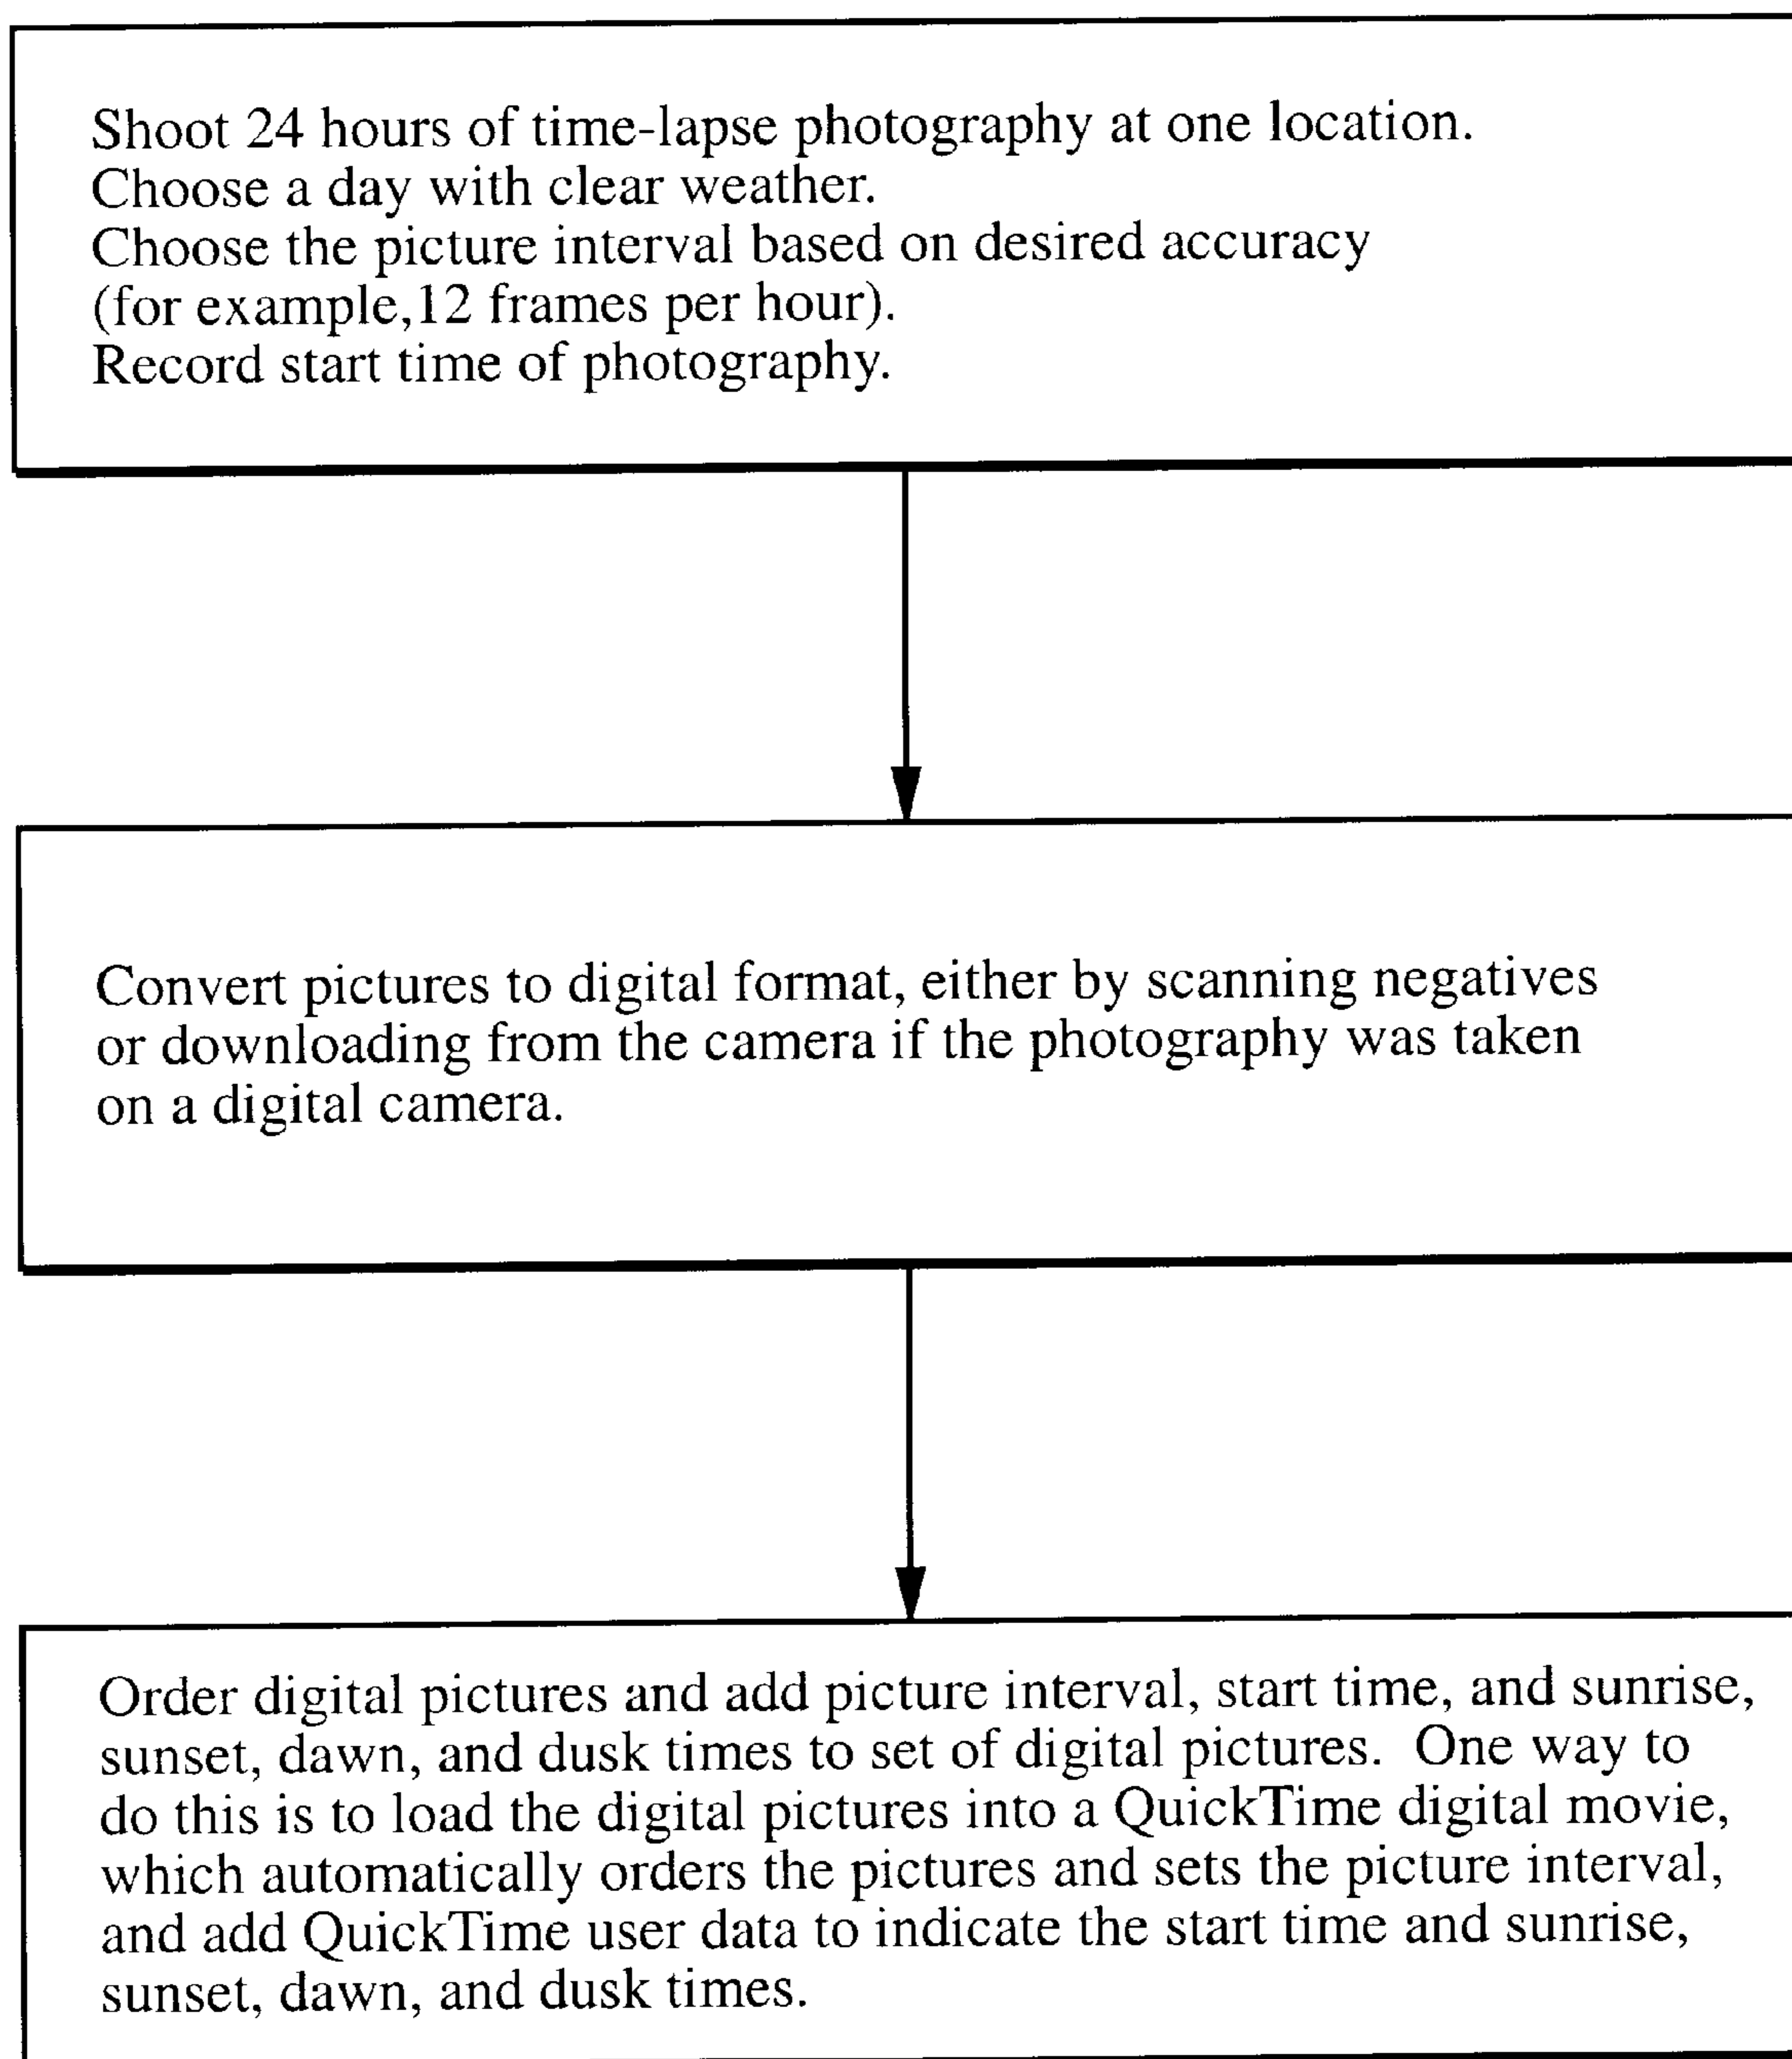 Shoot 24 hours of time-lapse photography at one location.
Choose a day with clear weather.
Choose the picture interval based on desired accuracy
(for example,12 frames per hour).
Record start time of photography.
Convert pictures to digital format, either by scanning negatives
or downloading from the camera if the photography was taken
on a digital camera.
Order digital pictures and add picture interval, start time, and sunrise,
sunset, dawn, and dusk times to set of digital pictures.  One way to
do this is to load the digital pictures into a QuickTime digital movie,
which automatically orders the pictures and sets the picture interval,
and add QuickTime user data to indicate the start time and sunrise,
sunset, dawn, and dusk times.